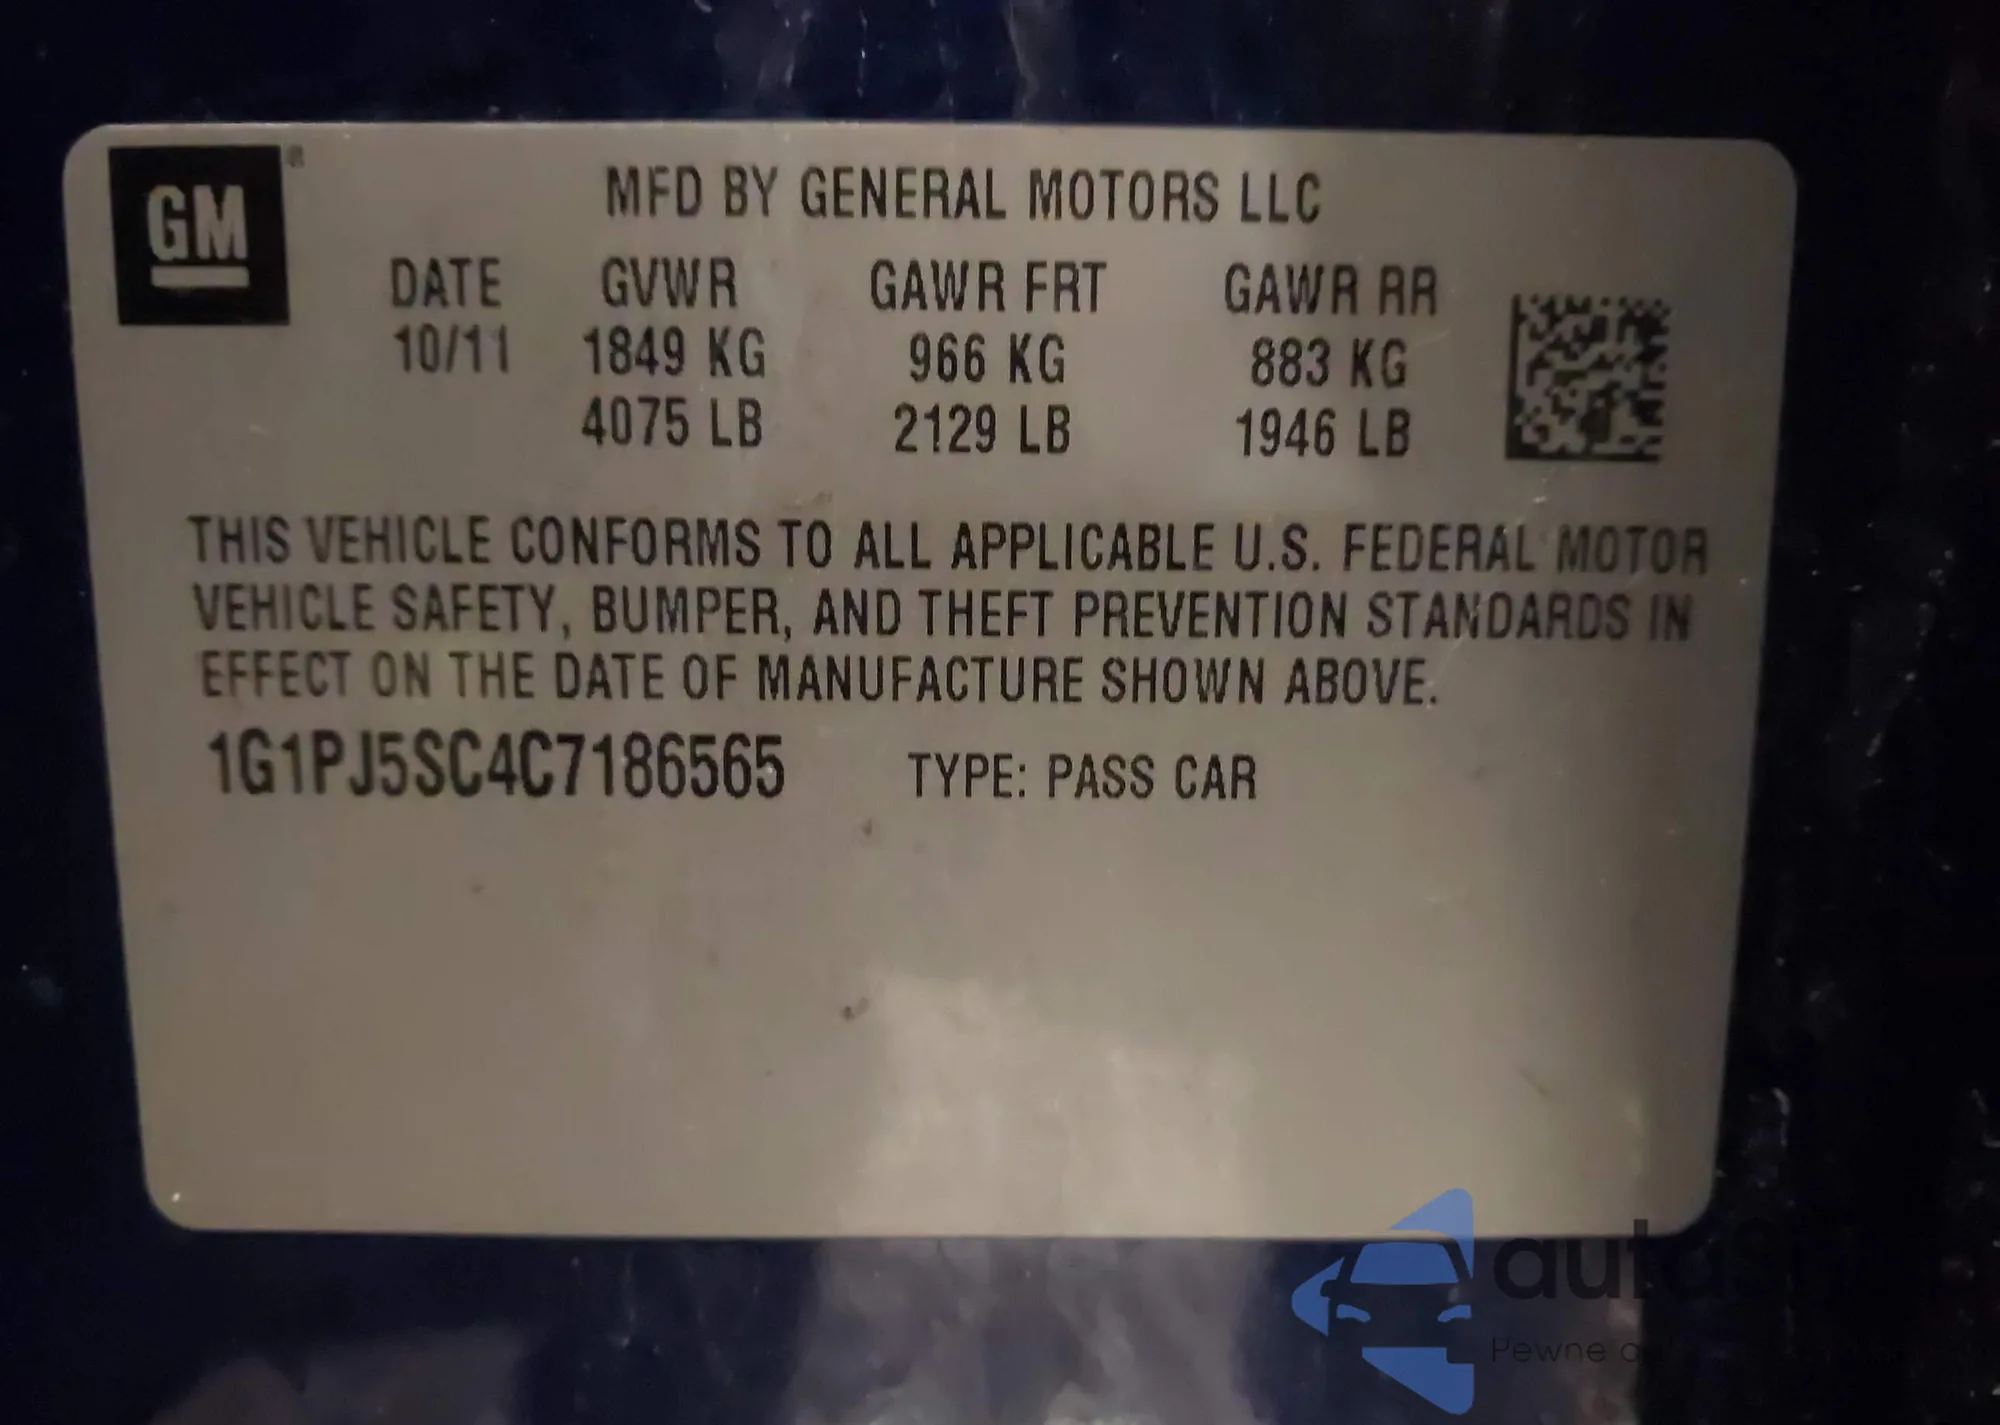 GM ®
MFD BY GENERAL MOTORS LLC
DATE GVWR GAWR FRT GAWR RR
10/11 1849 KG 966 KG 883 KG
4075 LB 2129 LB 1946 LB
THIS VEHICLE CONFORMS TO ALL APPLICABLE U.S. FEDERAL MOTOR
VEHICLE SAFETY, BUMPER, AND THEFT PREVENTION STANDARDS IN
EFFECT ON THE DATE OF MANUFACTURE SHOWN ABOVE.
1G1PJ5SC4C7186565 TYPE: PASS CAR
Pewne